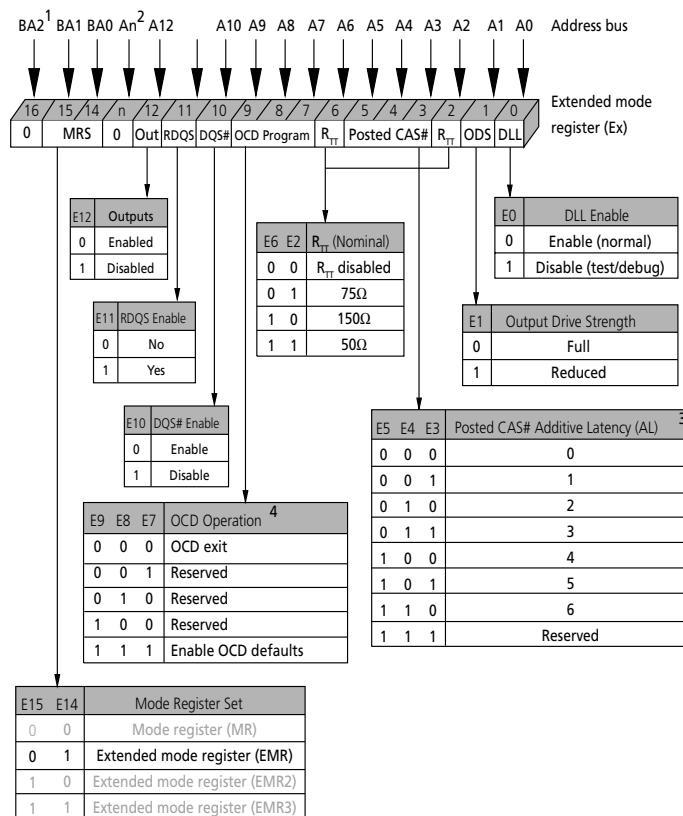 BA2 1 BA1 BA0 An 2 A12 A10 A9 A8 A7 A6 A5 A4 A3 A2 A1 A0 Address bus
16 15 14 n 12 11 10 9 8 7 6 5 4 3 2 1 0
0 MRS 0 Out RDQS DQS# OCD Program RTT Posted CAS# RTT ODS DLL
Extended mode
register (Ex)
E12 Outputs
0 Enabled
1 Disabled
E11 RDQS Enable
0 No
1 Yes
E10 DQS# Enable
0 Enable
1 Disable
E6 E2 RTT (Nominal)
0 0 RTT disabled
0 1 75Ω
1 0 150Ω
1 1 50Ω
E0 DLL Enable
0 Enable (normal)
1 Disable (test/debug)
E1 Output Drive Strength
0 Full
1 Reduced
E5 E4 E3 Posted CAS# Additive Latency (AL) 3
0 0 0 0
0 0 1 1
0 1 0 2
0 1 1 3
1 0 0 4
1 0 1 5
1 1 0 6
1 1 1 Reserved
E9 E8 E7 OCD Operation 4
0 0 0 OCD exit
0 0 1 Reserved
0 1 0 Reserved
1 0 0 Reserved
1 1 1 Enable OCD defaults
E15 E14 Mode Register Set
0 0 Mode register (MR)
0 1 Extended mode register (EMR)
1 0 Extended mode register (EMR2)
1 1 Extended mode register (EMR3)